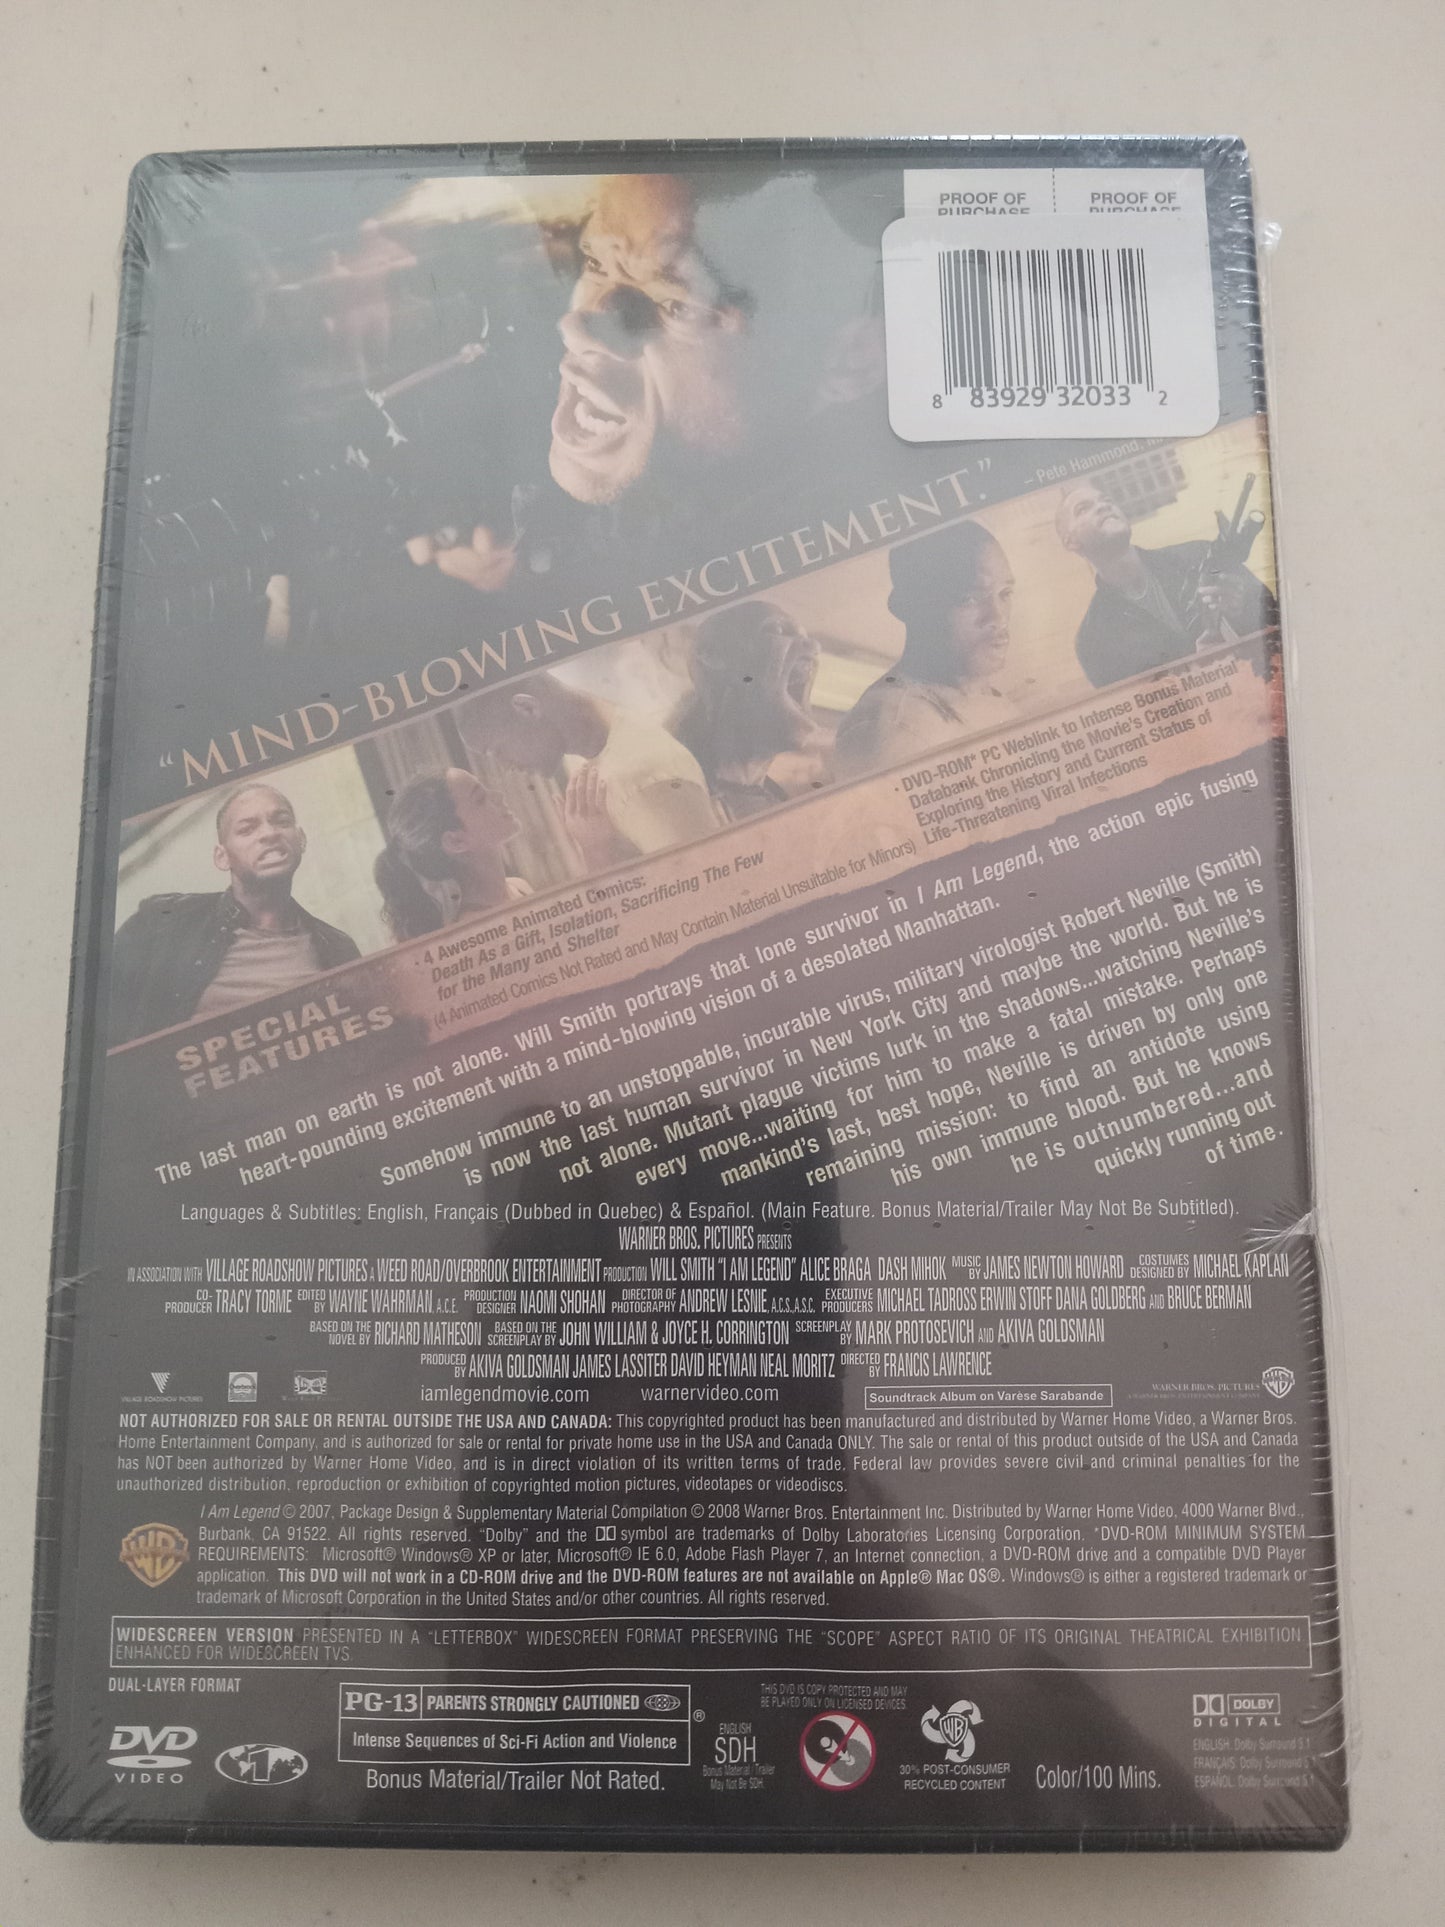 PROOF OF PURCHASE
PROOF OF PURCHASE
8 83929 32033 2
"MIND-BLOWING EXCITEMENT."
– Pete Hammond,
· 4 Awesome Animated Comics:
Death As a Gift, Isolation, Sacrificing The Few
for the Many and Shelter
(4 Animated Comics Not Rated and May Contain Material Unsuitable for Minors)
· DVD-ROM* PC Weblink to Intense Bonus Material
Databank Chronicling the Movie's Creation and
Exploring the History and Current Status of
Life-Threatening Viral Infections
SPECIAL
FEATURES
The last man on earth is not alone. Will Smith portrays that lone survivor in I Am Legend, the action epic fusing
heart-pounding excitement with a mind-blowing vision of a desolated Manhattan.
Somehow immune to an unstoppable, incurable virus, military virologist Robert Neville (Smith)
is now the last human survivor in New York City and maybe the world. But he is
not alone. Mutant plague victims lurk in the shadows...watching Neville's
every move...waiting for him to make a fatal mistake. Perhaps
mankind's last, best hope, Neville is driven by only one
remaining mission: to find an antidote using
his own immune blood. But he knows
he is outnumbered...and
quickly running out
of time.
Languages & Subtitles: English, Français (Dubbed in Quebec) & Español. (Main Feature. Bonus Material/Trailer May Not Be Subtitled).
WARNER BROS. PICTURES PRESENTS
IN ASSOCIATION WITH VILLAGE ROADSHOW PICTURES A WEED ROAD/OVERBROOK ENTERTAINMENT PRODUCTION WILL SMITH "I AM LEGEND" ALICE BRAGA DASH MIHOK MUSIC BY JAMES NEWTON HOWARD COSTUMES DESIGNED BY MICHAEL KAPLAN
CO-PRODUCER TRACY TORME EDITED BY WAYNE WAHRMAN, A.C.E. PRODUCTION DESIGNER NAOMI SHOHAN DIRECTOR OF PHOTOGRAPHY ANDREW LESNIE, A.C.S., A.S.C. EXECUTIVE PRODUCERS MICHAEL TADROSS ERWIN STOFF DANA GOLDBERG AND BRUCE BERMAN
BASED ON THE NOVEL BY RICHARD MATHESON BASED ON THE SCREENPLAY BY JOHN WILLIAM & JOYCE H. CORRINGTON SCREENPLAY BY MARK PROTOSEVICH AND AKIVA GOLDSMAN
PRODUCED BY AKIVA GOLDSMAN JAMES LASSITER DAVID HEYMAN NEAL MORITZ DIRECTED BY FRANCIS LAWRENCE
VILLAGE ROADSHOW PICTURES iamlegendmovie.com warnervideo.com Soundtrack Album on Varèse Sarabande WARNER BROS. PICTURES
NOT AUTHORIZED FOR SALE OR RENTAL OUTSIDE THE USA AND CANADA: This copyrighted product has been manufactured and distributed by Warner Home Video, a Warner Bros.
Home Entertainment Company, and is authorized for sale or rental for private home use in the USA and Canada ONLY. The sale or rental of this product outside of the USA and Canada
has NOT been authorized by Warner Home Video, and is in direct violation of its written terms of trade. Federal law provides severe civil and criminal penalties for the
unauthorized distribution, reproduction or exhibition of copyrighted motion pictures, videotapes or videodiscs.
I Am Legend © 2007, Package Design & Supplementary Material Compilation © 2008 Warner Bros. Entertainment Inc. Distributed by Warner Home Video, 4000 Warner Blvd.,
Burbank, CA 91522. All rights reserved. "Dolby" and the DD symbol are trademarks of Dolby Laboratories Licensing Corporation. *DVD-ROM MINIMUM SYSTEM
REQUIREMENTS: Microsoft® Windows® XP or later, Microsoft® IE 6.0, Adobe Flash Player 7, an Internet connection, a DVD-ROM drive and a compatible DVD Player
application. This DVD will not work in a CD-ROM drive and the DVD-ROM features are not available on Apple® Mac OS®. Windows® is either a registered trademark or
trademark of Microsoft Corporation in the United States and/or other countries. All rights reserved.
WIDESCREEN VERSION PRESENTED IN A "LETTERBOX" WIDESCREEN FORMAT PRESERVING THE "SCOPE" ASPECT RATIO OF ITS ORIGINAL THEATRICAL EXHIBITION
ENHANCED FOR WIDESCREEN TVS.
DUAL-LAYER FORMAT
DVD
VIDEO
1
PG-13 PARENTS STRONGLY CAUTIONED ®
Intense Sequences of Sci-Fi Action and Violence
Bonus Material/Trailer Not Rated.
THIS DVD IS COPY PROTECTED AND MAY
BE PLAYED ONLY ON LICENSED DEVICES.
ENGLISH
SDH
Bonus Material/Trailer
May Not Be SDH.
30% POST-CONSUMER
RECYCLED CONTENT
Color/100 Mins.
DOLBY
DIGITAL
ENGLISH: Dolby Surround 5.1
FRANÇAIS: Dolby Surround 5.1
ESPAÑOL: Dolby Surround 5.1